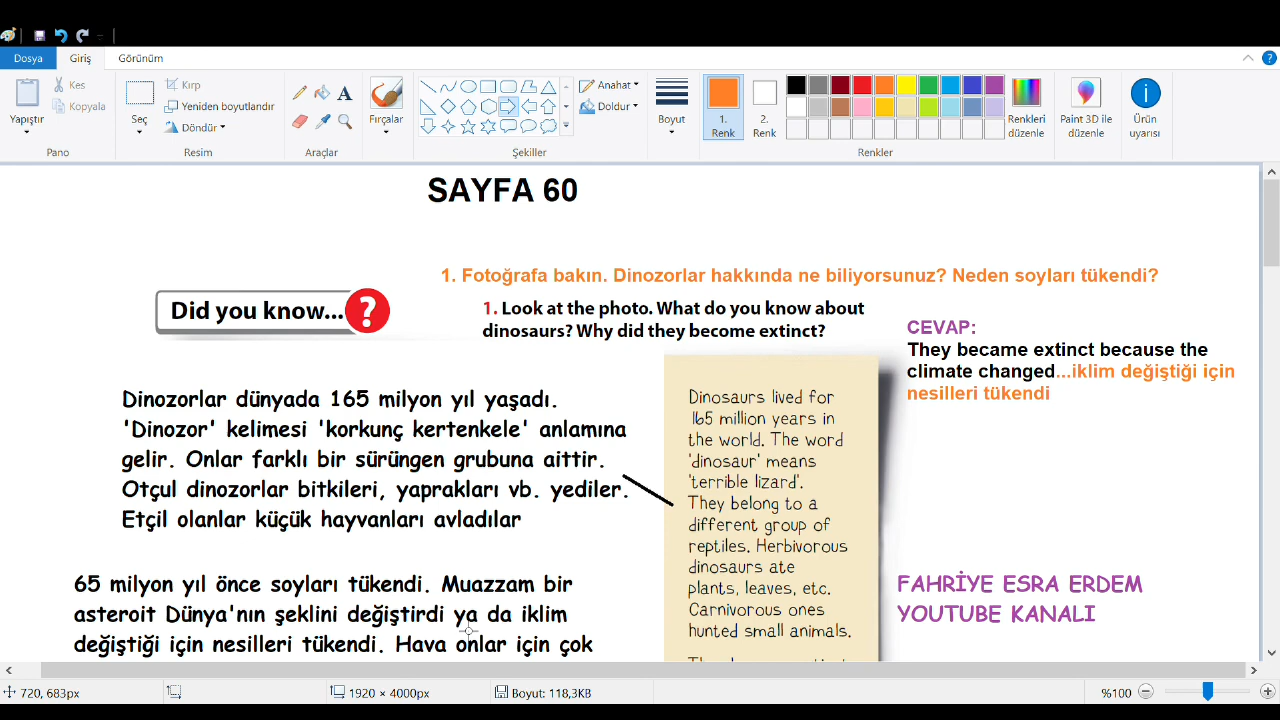 Dosya Giriş Görünüm
Yapıştır
Kes
Kopyala
Pano
Seç
Kırp
Yeniden boyutlandır
Döndür
Resim
A
Araçlar
Fırçalar
Şekiller
Anahat
Doldur
Boyut
1.
Renk
2.
Renk
Renkler
Renkleri
düzenle
Paint 3D ile
düzenle
Ürün
uyarısı
SAYFA 60
1. Fotoğrafa bakın. Dinozorlar hakkında ne biliyorsunuz? Neden soyları tükendi?
Did you know... ?
1. Look at the photo. What do you know about
dinosaurs? Why did they become extinct?
CEVAP:
They became extinct because the
climate changed...iklim değiştiği için
nesilleri tükendi
Dinozorlar dünyada 165 milyon yıl yaşadı.
'Dinozor' kelimesi 'korkunç kertenkele' anlamına
gelir. Onlar farklı bir sürüngen grubuna aittir.
Otçul dinozorlar bitkileri, yaprakları vb. yediler.
Etçil olanlar küçük hayvanları avladılar
65 milyon yıl önce soyları tükendi. Muazzam bir
asteroit Dünya'nın şeklini değiştirdi ya da iklim
değiştiği için nesilleri tükendi. Hava onlar için çok
Dinosaurs lived for
165 million years in
the world. The word
'dinosaur' means
'terrible lizard'.
They belong to a
different group of
reptiles. Herbivorous
dinosaurs ate
plants, leaves, etc.
Carnivorous ones
hunted small animals.
FAHRİYE ESRA ERDEM
YOUTUBE KANALI
720, 683px
1920 × 4000px
Boyut: 118,3KB
%100